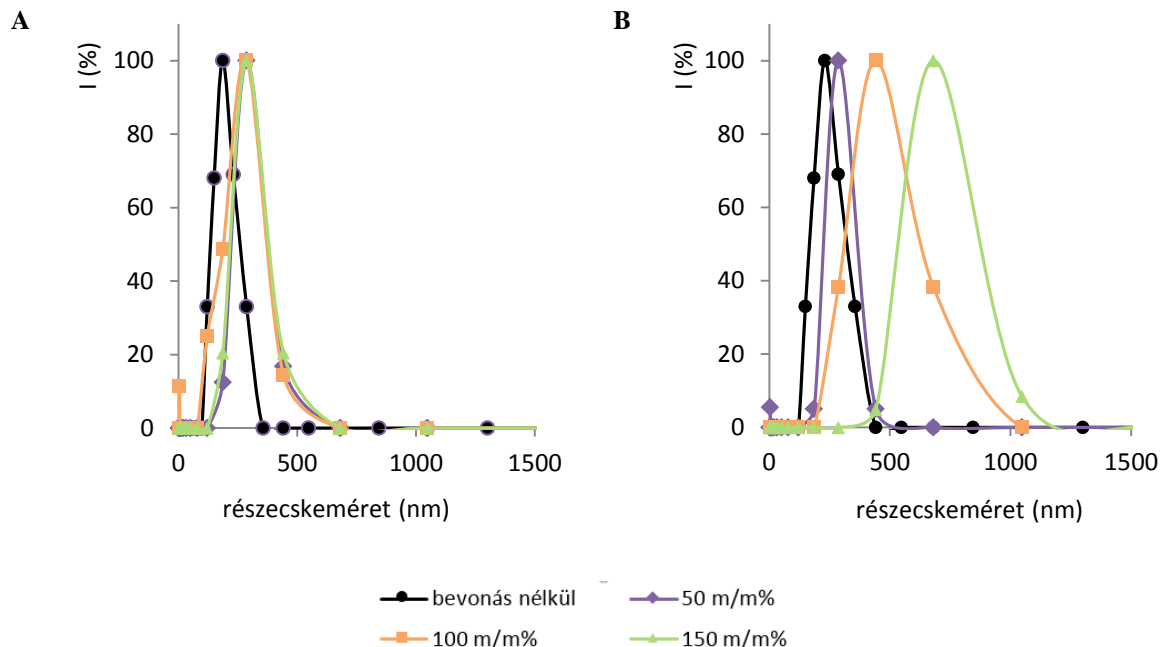 A
B
I (%)
100
80
60
40
20
0
0 500 1000 1500
részecskeméret (nm)
I (%)
100
80
60
40
20
0
0 500 1000 1500
részecskeméret (nm)
bevonás nélkül
50 m/m%
100 m/m%
150 m/m%